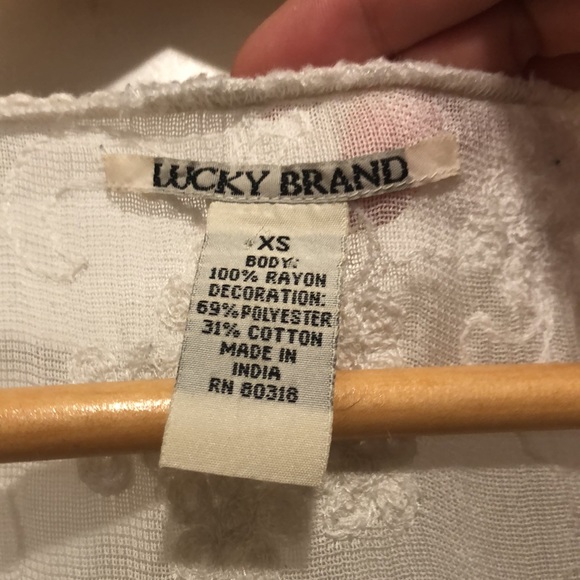 LUCKY BRAND
XS
BODY:
100% RAYON
DECORATION:
69% POLYESTER
31% COTTON
MADE IN
INDIA
RN 80318